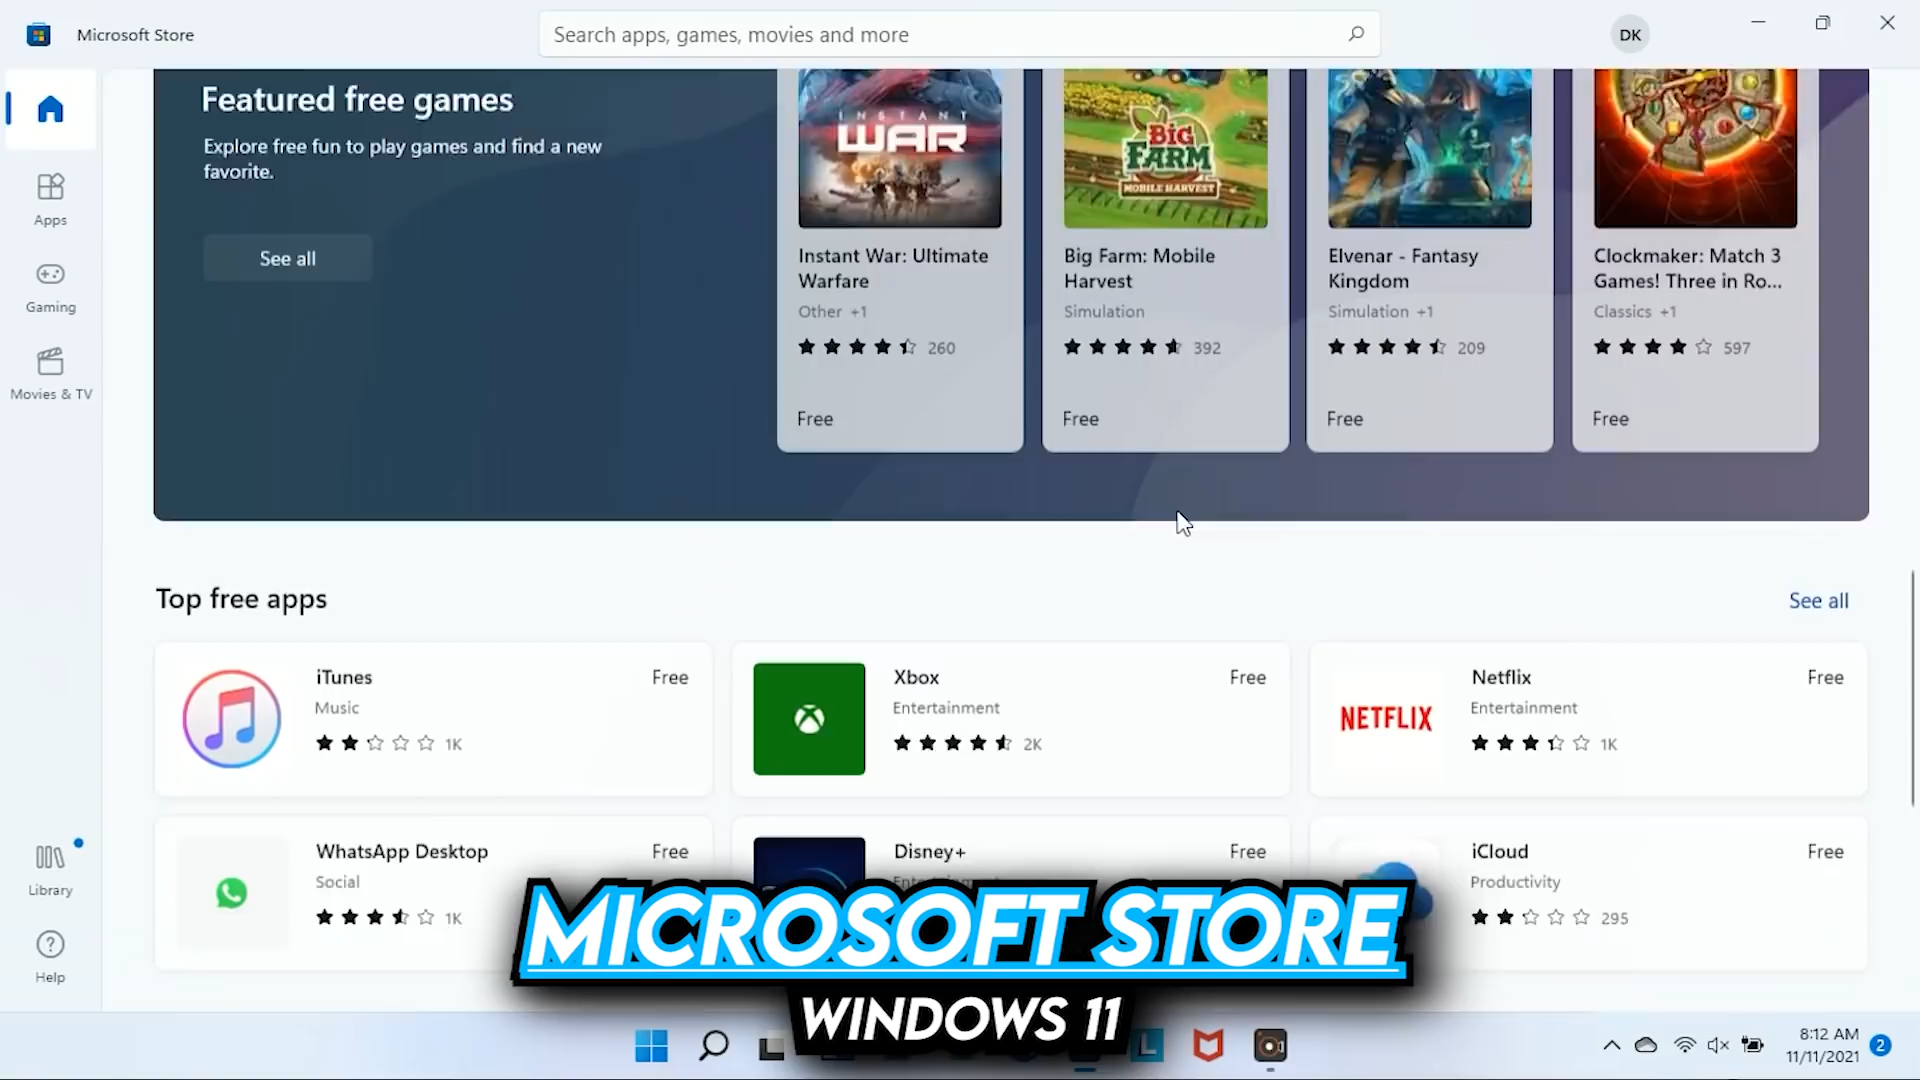 Microsoft Store
Search apps, games, movies and more
DK
Featured free games
Explore free fun to play games and find a new
favorite.
See all
INSTANT
WAR
Instant War: Ultimate
Warfare
Other +1
260
Free
BIG
FARM
MOBILE HARVEST
Big Farm: Mobile
Harvest
Simulation
392
Free
Elvenar - Fantasy
Kingdom
Simulation +1
209
Free
Clockmaker: Match 3
Games! Three in Ro...
Classics +1
597
Free
Apps
Gaming
Movies & TV
Library
Help
Top free apps
See all
iTunes
Free
Music
1K
Xbox
Free
Entertainment
2K
NETFLIX
Netflix
Free
Entertainment
1K
WhatsApp Desktop
Free
Social
1K
Disney+
Free
iCloud
Free
Productivity
295
MICROSOFT STORE
WINDOWS 11
L
8:12 AM
11/11/2021
2